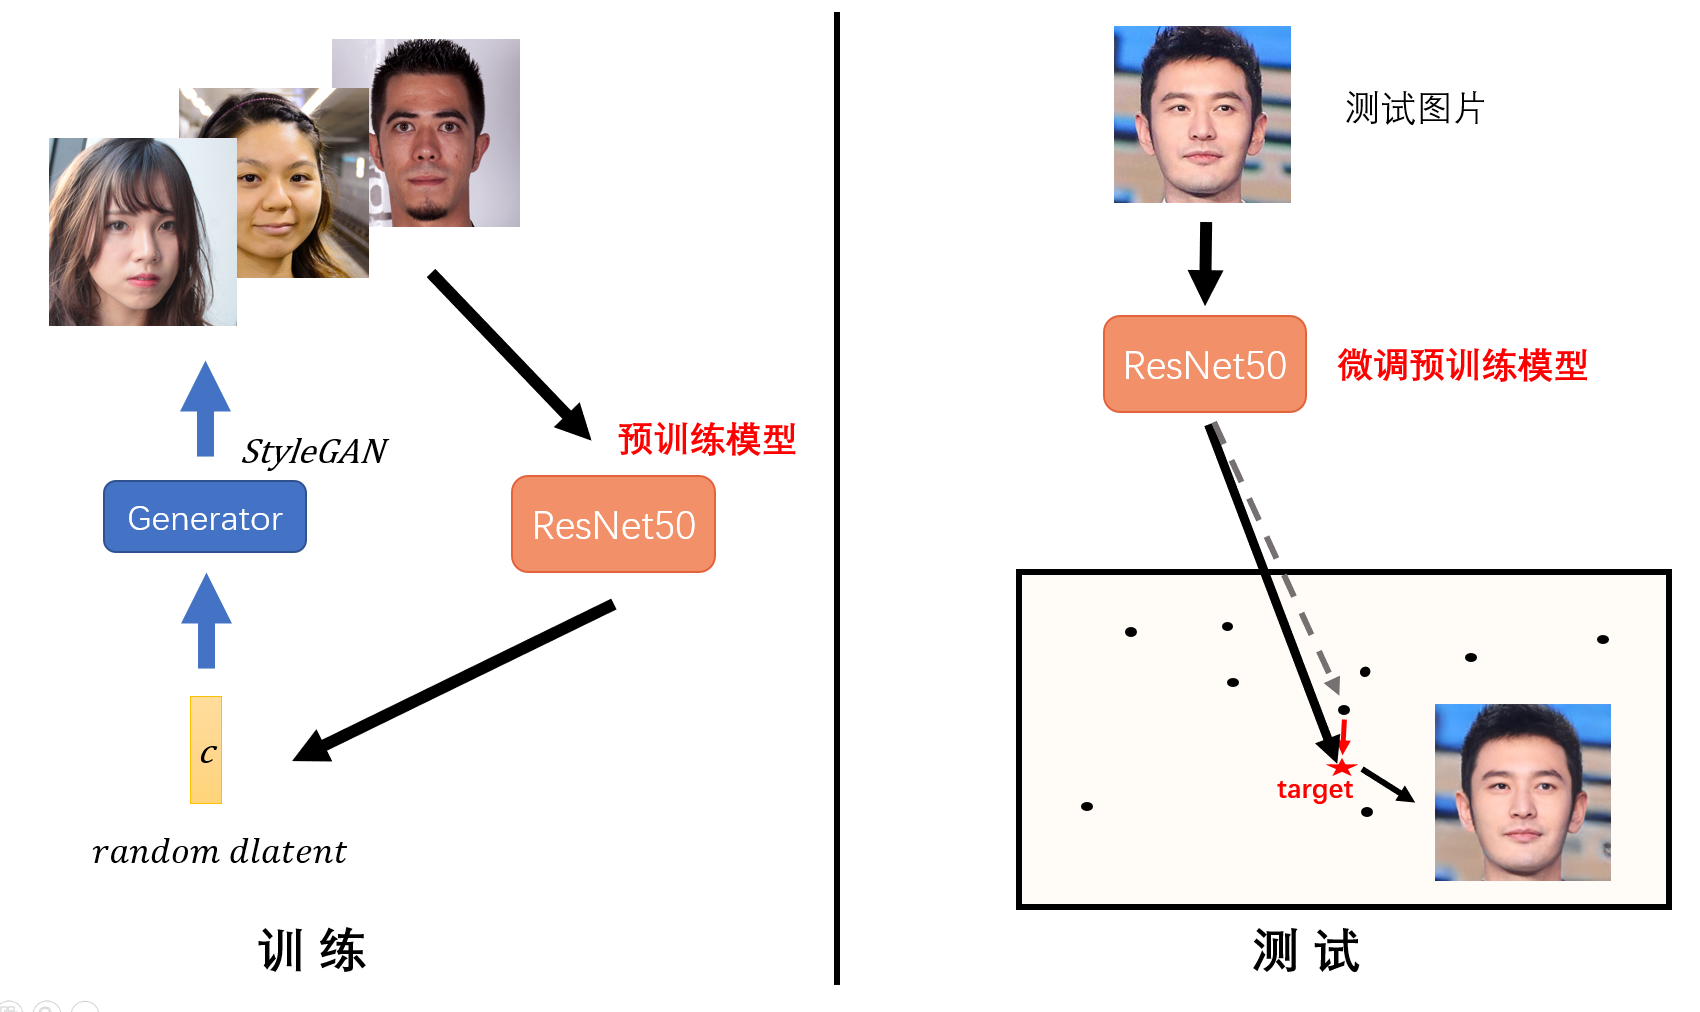 StyleGAN
预训练模型
Generator
ResNet50
c
random dlatent
训 练
测试图片
ResNet50
微调预训练模型
target
测 试